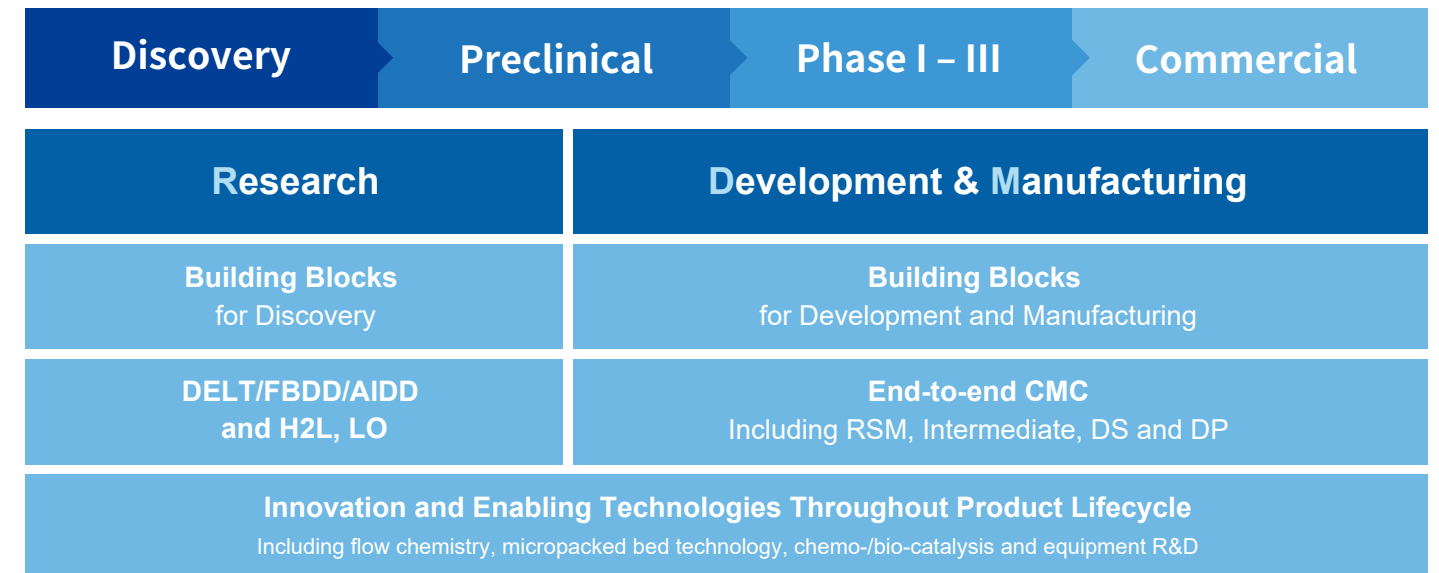 Discovery
Preclinical
Phase I – III
Commercial
Research
Development & Manufacturing
Building Blocks
for Discovery
Building Blocks
for Development and Manufacturing
DELT/FBDD/AIDD
and H2L, LO
End-to-end CMC
Including RSM, Intermediate, DS and DP
Innovation and Enabling Technologies Throughout Product Lifecycle
Including flow chemistry, micropacked bed technology, chemo-/bio-catalysis and equipment R&D